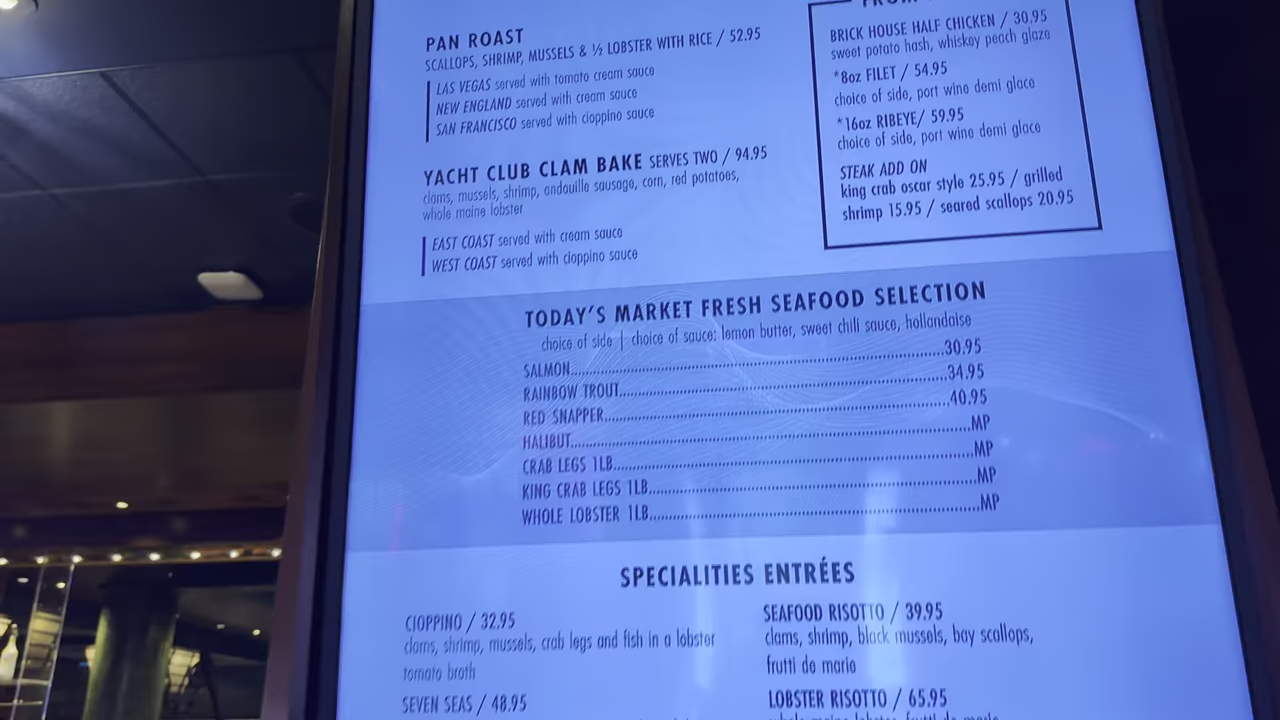 PAN ROAST
SCALLOPS, SHRIMP, MUSSELS & ½ LOBSTER WITH RICE / 52.95
LAS VEGAS served with tomato cream sauce
NEW ENGLAND served with cream sauce
SAN FRANCISCO served with cioppino sauce
YACHT CLUB CLAM BAKE SERVES TWO / 94.95
clams, mussels, shrimp, andouille sausage, corn, red potatoes,
whole maine lobster
EAST COAST served with cream sauce
WEST COAST served with cioppino sauce
BRICK HOUSE HALF CHICKEN / 30.95
sweet potato hash, whiskey peach glaze
*8oz FILET / 54.95
choice of side, port wine demi glace
*16oz RIBEYE/ 59.95
choice of side, port wine demi glace
STEAK ADD ON
king crab oscar style 25.95 / grilled
shrimp 15.95 / seared scallops 20.95
TODAY'S MARKET FRESH SEAFOOD SELECTION
choice of side | choice of sauce: lemon butter, sweet chili sauce, hollandaise
SALMON....30.95
RAINBOW TROUT....34.95
RED SNAPPER....40.95
HALIBUT....MP
CRAB LEGS 1LB....MP
KING CRAB LEGS 1LB....MP
WHOLE LOBSTER 1LB....MP
SPECIALITIES ENTRÉES
CIOPPINO / 32.95
clams, shrimp, mussels, crab legs and fish in a lobster
tomato broth
SEVEN SEAS / 48.95
SEAFOOD RISOTTO / 39.95
clams, shrimp, black mussels, bay scallops,
frutti de mario
LOBSTER RISOTTO / 65.95